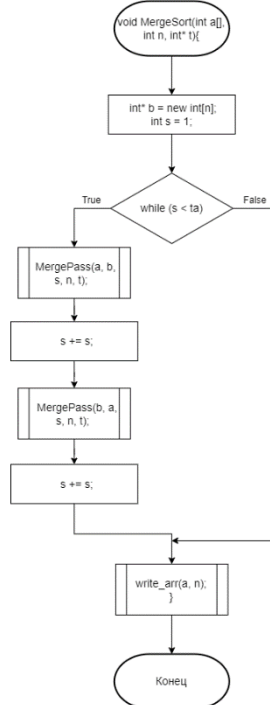 void MergeSort(int a[],
int n, int* t){
int* b = new int[n];
int s = 1;
while (s < ta)
True
False
MergePass(a, b,
s, n, t);
s += s;
MergePass(b, a,
s, n, t);
s += s;
write_arr(a, n);
}
Конец